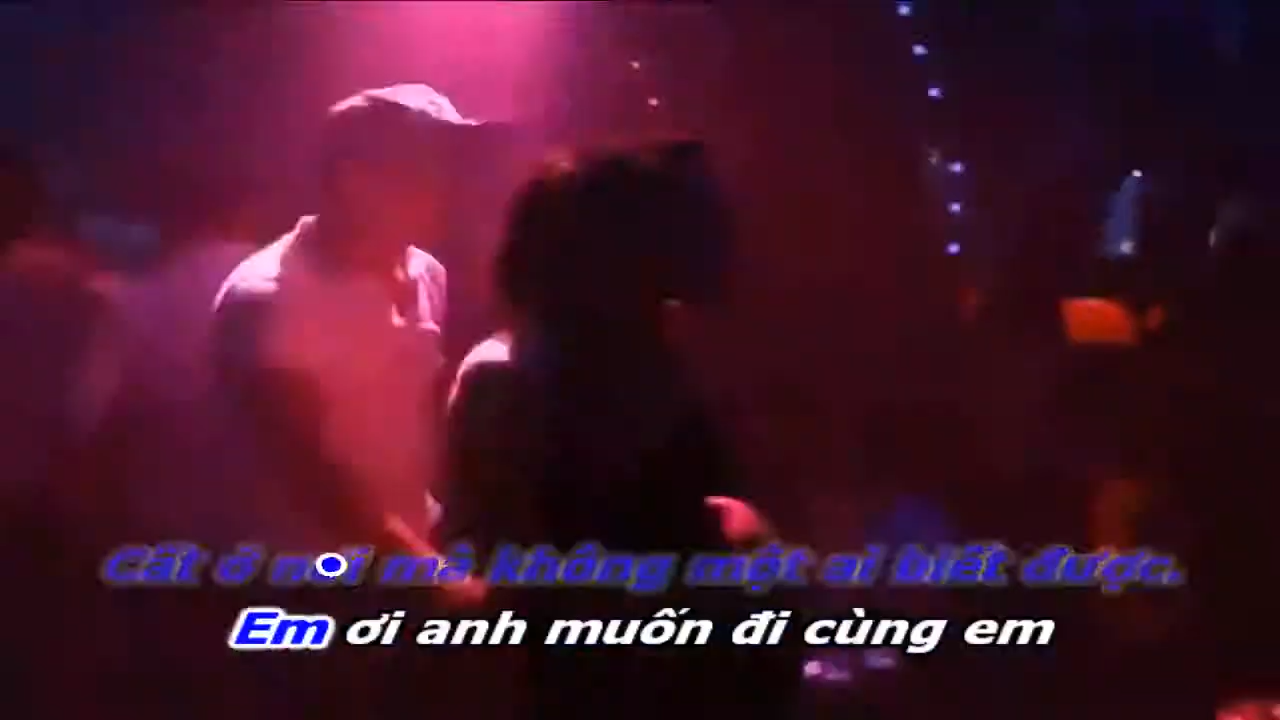 Cất ở nơi mà không một ai biết được.
Em ơi anh muốn đi cùng em